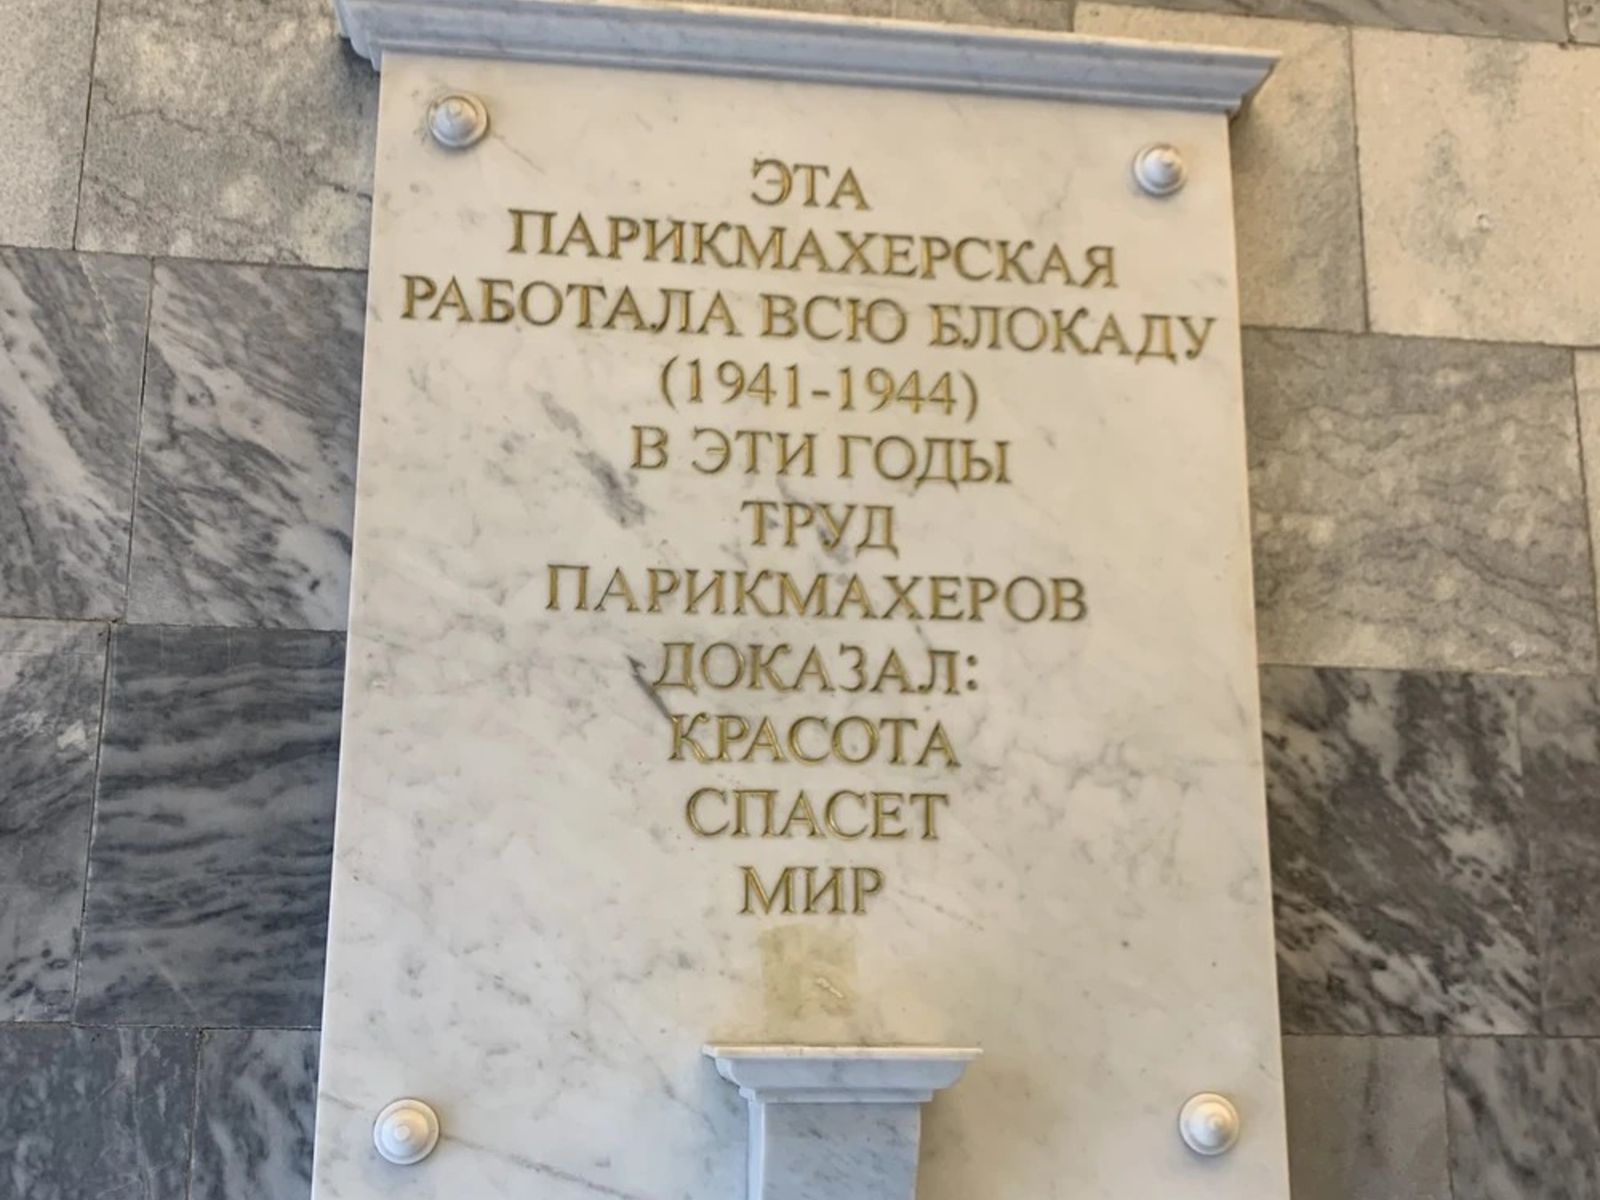 ЭТА
ПАРИКМАХЕРСКАЯ
РАБОТАЛА ВСЮ БЛОКАДУ
(1941-1944)
В ЭТИ ГОДЫ
ТРУД
ПАРИКМАХЕРОВ
ДОКАЗАЛ:
КРАСОТА
СПАСЕТ
МИР